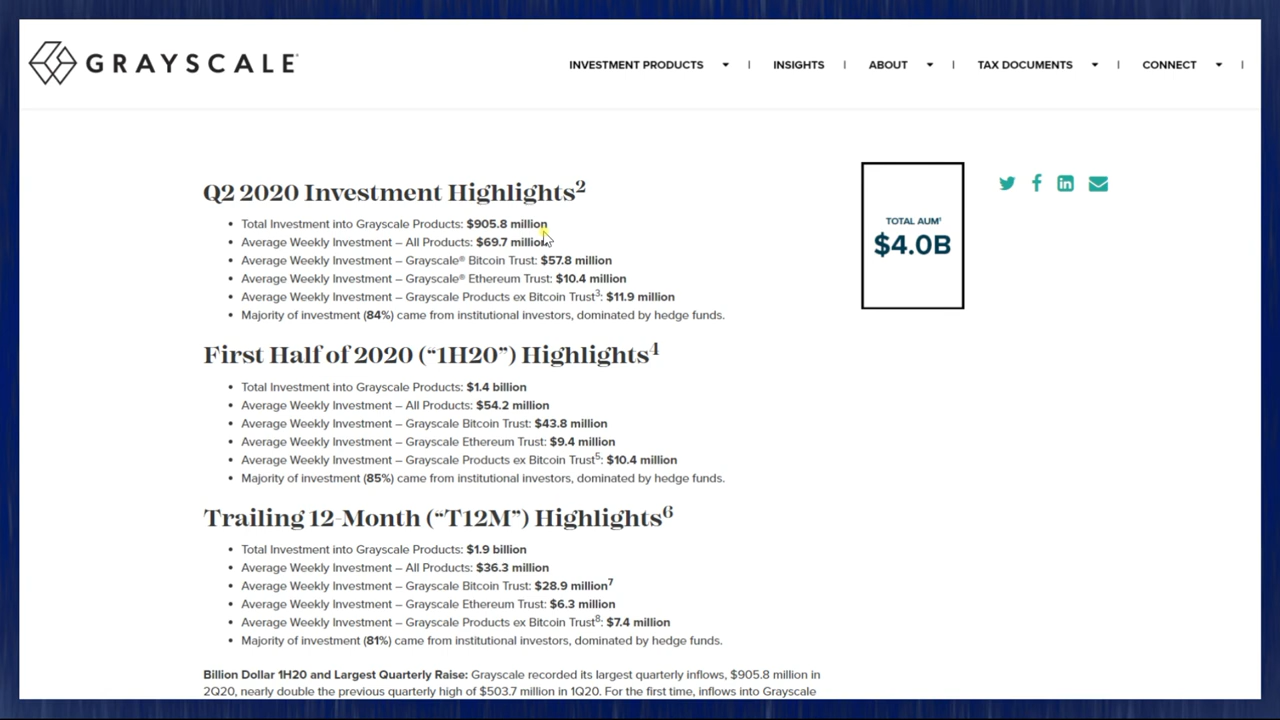 GRAYSCALE®
INVESTMENT PRODUCTS | INSIGHTS | ABOUT | TAX DOCUMENTS | CONNECT |
Q2 2020 Investment Highlights2
• Total Investment into Grayscale Products: $905.8 million
• Average Weekly Investment – All Products: $69.7 million
• Average Weekly Investment – Grayscale® Bitcoin Trust: $57.8 million
• Average Weekly Investment – Grayscale® Ethereum Trust: $10.4 million
• Average Weekly Investment – Grayscale Products ex Bitcoin Trust3: $11.9 million
• Majority of investment (84%) came from institutional investors, dominated by hedge funds.
TOTAL AUM1
$4.0B
First Half of 2020 (“1H20”) Highlights4
• Total Investment into Grayscale Products: $1.4 billion
• Average Weekly Investment – All Products: $54.2 million
• Average Weekly Investment – Grayscale Bitcoin Trust: $43.8 million
• Average Weekly Investment – Grayscale Ethereum Trust: $9.4 million
• Average Weekly Investment – Grayscale Products ex Bitcoin Trust5: $10.4 million
• Majority of investment (85%) came from institutional investors, dominated by hedge funds.
Trailing 12-Month (“T12M”) Highlights6
• Total Investment into Grayscale Products: $1.9 billion
• Average Weekly Investment – All Products: $36.3 million
• Average Weekly Investment – Grayscale Bitcoin Trust: $28.9 million7
• Average Weekly Investment – Grayscale Ethereum Trust: $6.3 million
• Average Weekly Investment – Grayscale Products ex Bitcoin Trust8: $7.4 million
• Majority of investment (81%) came from institutional investors, dominated by hedge funds.
Billion Dollar 1H20 and Largest Quarterly Raise: Grayscale recorded its largest quarterly inflows, $905.8 million in
2Q20, nearly double the previous quarterly high of $503.7 million in 1Q20. For the first time, inflows into Grayscale